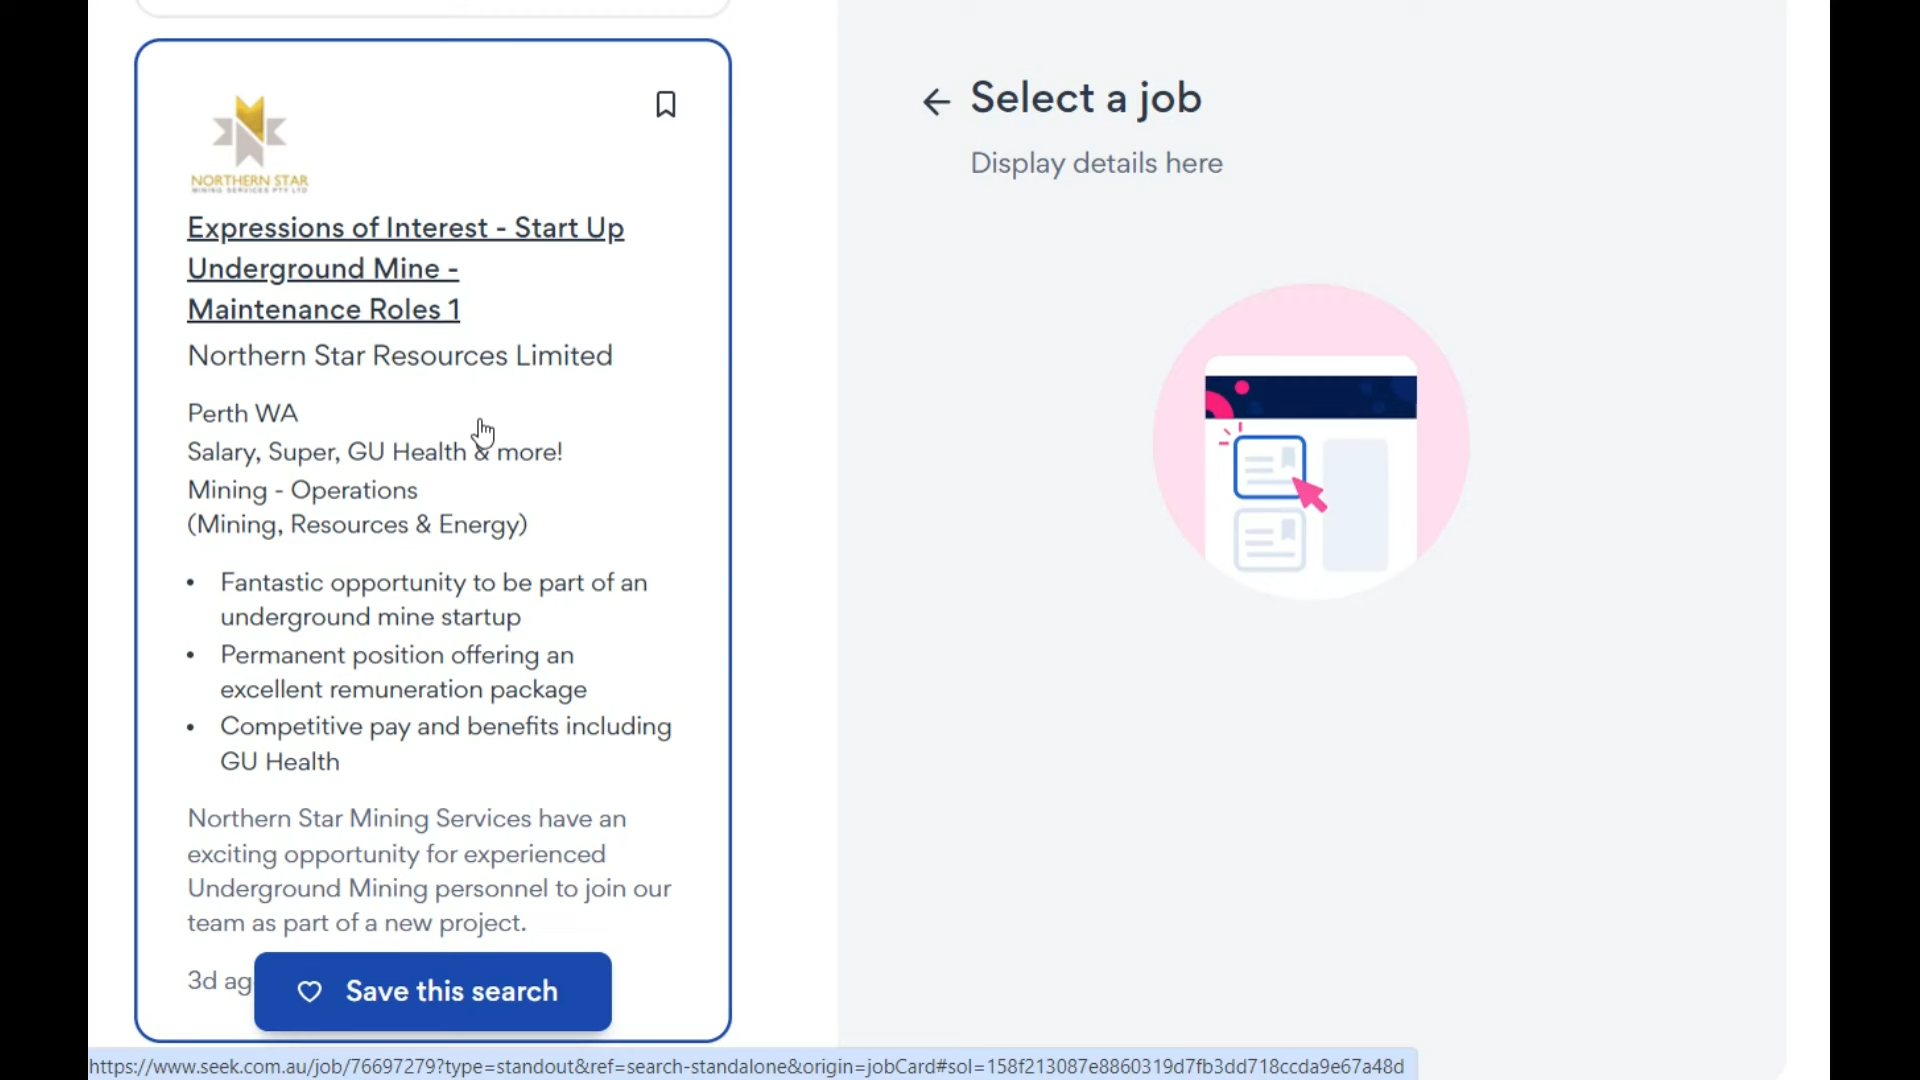 NORTHERN STAR
MINING SERVICES PTY LTD
Expressions of Interest - Start Up
Underground Mine -
Maintenance Roles 1
Northern Star Resources Limited
Perth WA
Salary, Super, GU Health & more!
Mining - Operations
(Mining, Resources & Energy)
• Fantastic opportunity to be part of an
underground mine startup
• Permanent position offering an
excellent remuneration package
• Competitive pay and benefits including
GU Health
Northern Star Mining Services have an
exciting opportunity for experienced
Underground Mining personnel to join our
team as part of a new project.
3d ag
Save this search
Select a job
Display details here
https://www.seek.com.au/job/76697279?type=standout&ref=search-standalone&origin=jobCard#sol=158f213087e8860319d7fb3dd718ccda9e67a48d